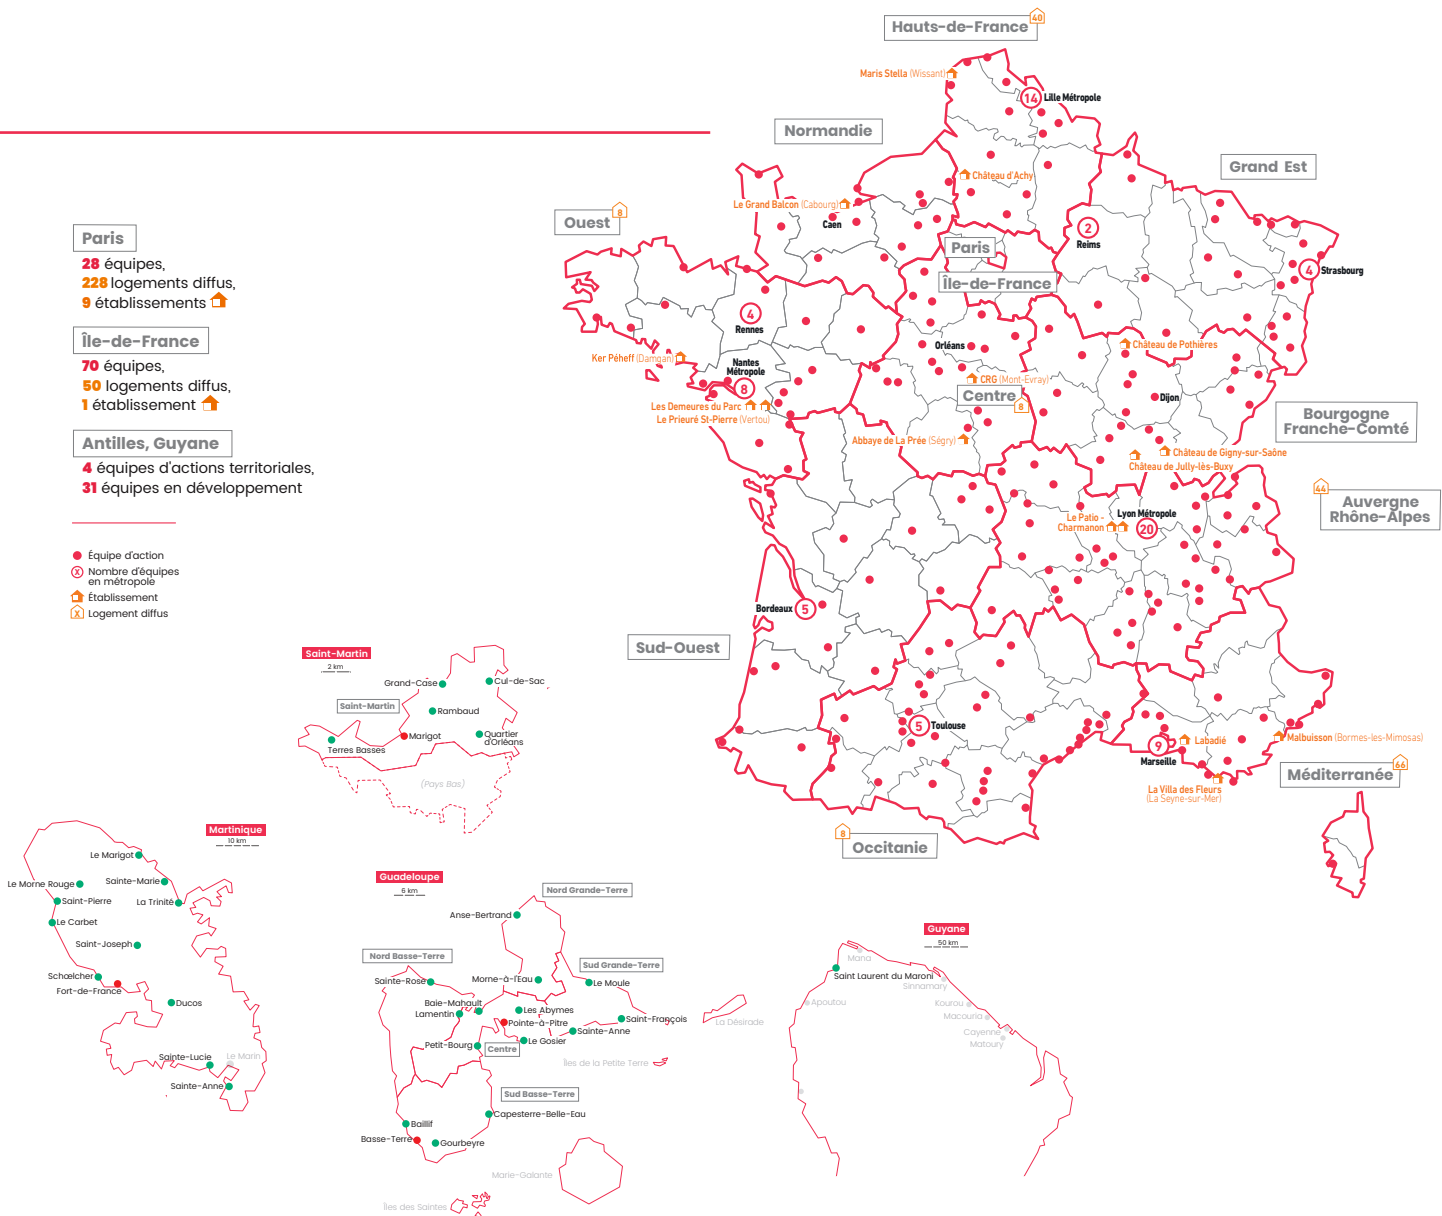 Hauts-de-France
40
Maris Stella (Wissant)
14
Lille Métropole
Normandie
Grand Est
Château d'Achy
Le Grand Balcon (Cabourg)
Caen
Ouest
8
2
Reims
Paris
4
Strasbourg
Île-de-France
4
Rennes
Orléans
Château de Pothières
Ker Péheff (Damgan)
Nantes
Métropole
8
CRG (Mont-Evray)
Centre
8
Dijon
Les Demeures du Parc
Le Prieuré St-Pierre (Vertou)
Bourgogne
Franche-Comté
Abbaye de La Prée (Ségry)
Château de Gigny-sur-Saône
Château de Jully-lès-Buxy
44
Auvergne
Rhône-Alpes
Le Patio -
Charmanon
Lyon Métropole
20
Bordeaux
5
Sud-Ouest
5
Toulouse
9
Marseille
Labadié
Malbuisson (Bormes-les-Mimosas)
La Villa des Fleurs
(La Seyne-sur-Mer)
Méditerranée
66
8
Occitanie
Paris
28 équipes,
228 logements diffus,
9 établissements
Île-de-France
70 équipes,
50 logements diffus,
1 établissement
Antilles, Guyane
4 équipes d'actions territoriales,
31 équipes en développement
Équipe d'action
X
Nombre d'équipes
en métropole
Établissement
X
Logement diffus
Saint-Martin
2 km
Grand-Case
Cul-de-Sac
Saint-Martin
Rambaud
Marigot
Quartier
d'Orléans
Terres Basses
(Pays Bas)
Martinique
10 km
Le Marigot
Le Morne Rouge
Sainte-Marie
Saint-Pierre
La Trinité
Le Carbet
Saint-Joseph
Schœlcher
Fort-de-France
Ducos
Sainte-Lucie
Le Marin
Sainte-Anne
Guadeloupe
6 km
Nord Grande-Terre
Anse-Bertrand
Nord Basse-Terre
Sud Grande-Terre
Sainte-Rose
Morne-à-l'Eau
Le Moule
Baie-Mahault
Lamentin
Les Abymes
Pointe-à-Pitre
Saint-François
La Désirade
Sainte-Anne
Petit-Bourg
Centre
Le Gosier
Îles de la Petite Terre
Sud Basse-Terre
Capesterre-Belle-Eau
Baillif
Basse-Terre
Gourbeyre
Marie-Galante
Îles des Saintes
Guyane
50 km
Mana
Saint Laurent du Maroni
Sinnamary
Apoutou
Kourou
Macouria
Cayenne
Matoury